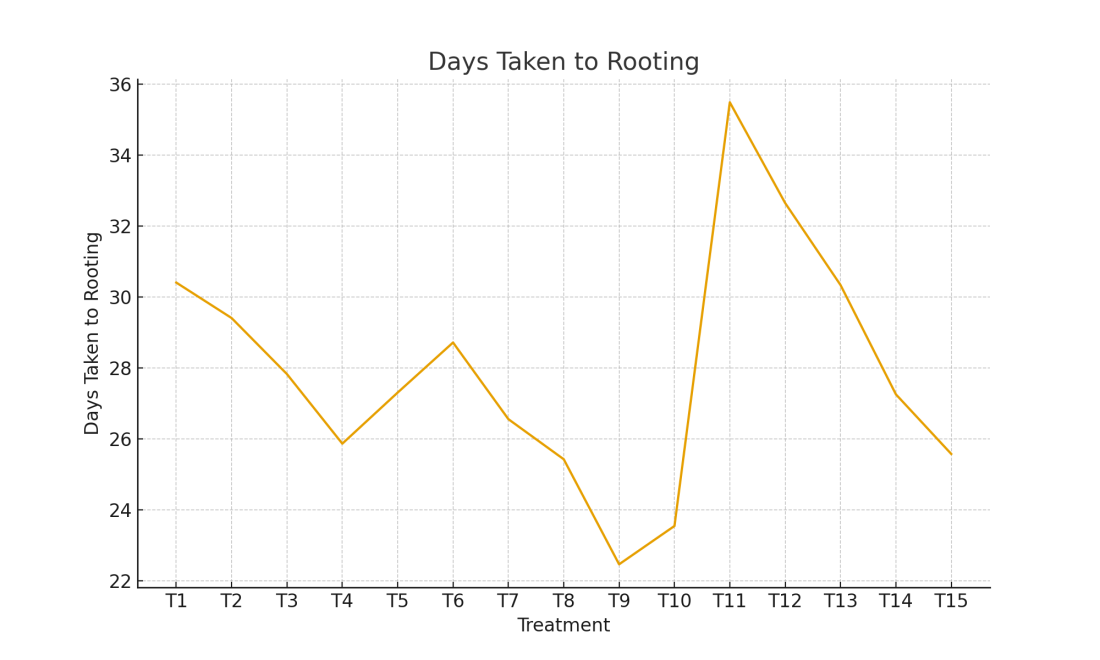 Days Taken to Rooting
Days Taken to Rooting
36
34
32
30
28
26
24
22
T1 T2 T3 T4 T5 T6 T7 T8 T9 T10 T11 T12 T13 T14 T15
Treatment